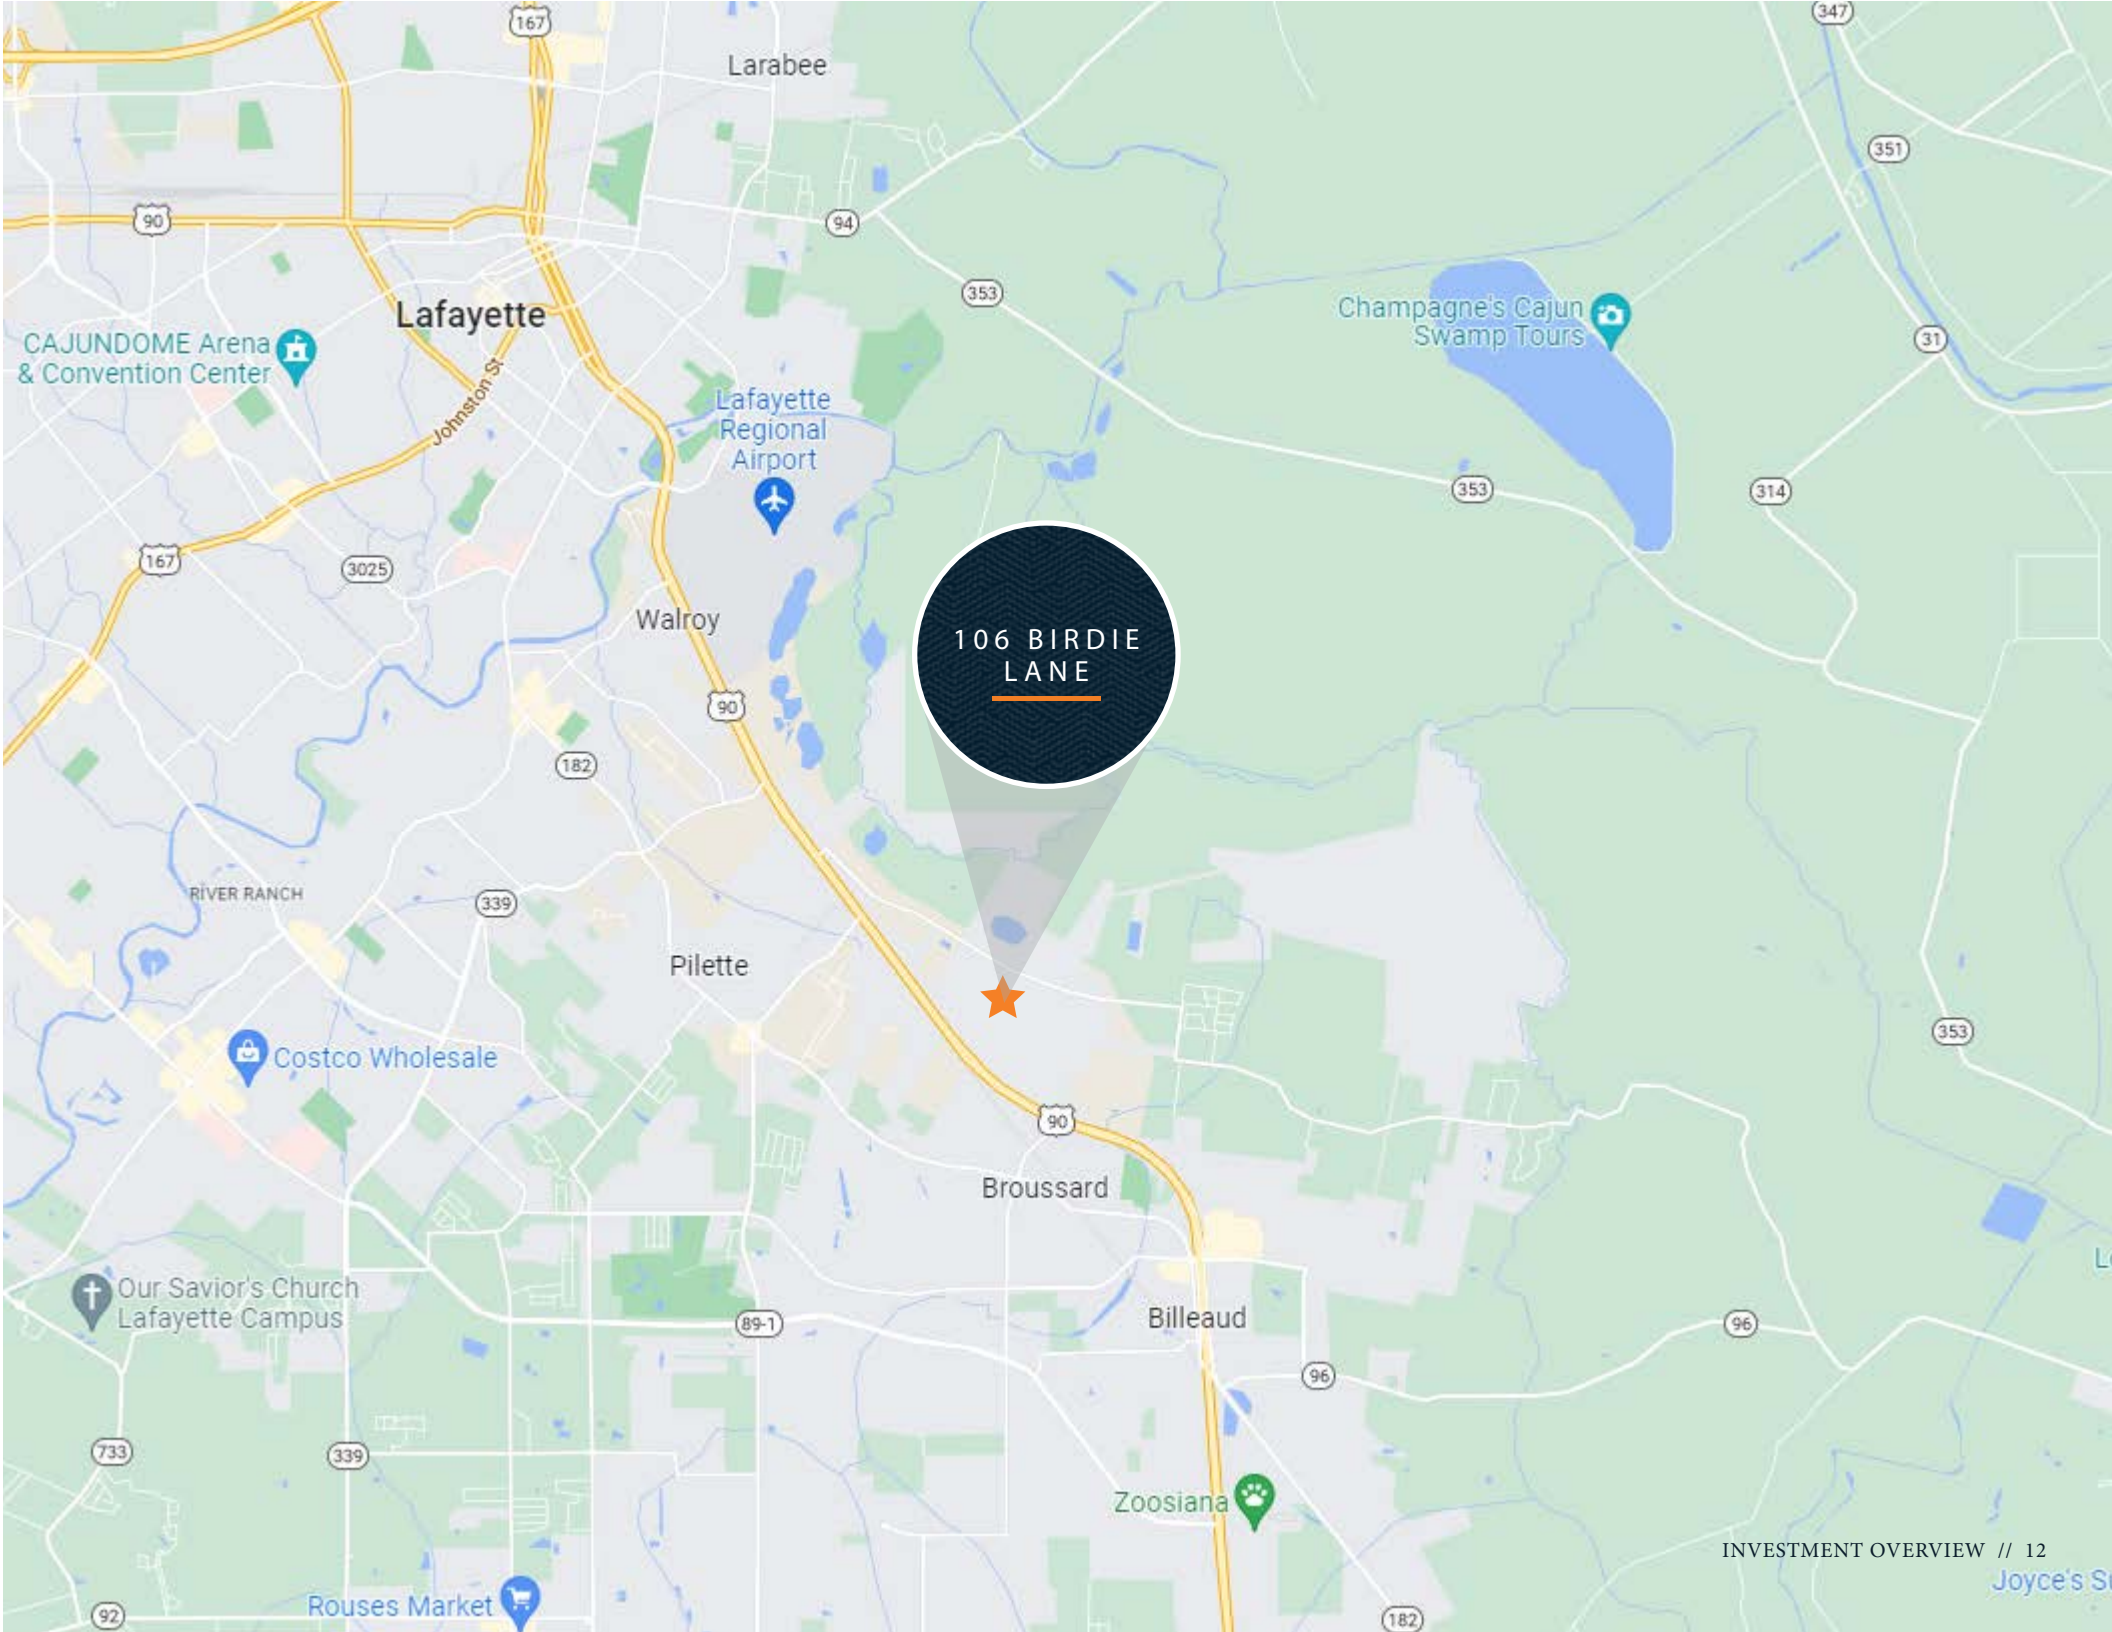 347
167
Larabee
351
90
94
353
Lafayette
Champagne's Cajun
Swamp Tours
31
CAJUNDOME Arena
& Convention Center
Johnston St
Lafayette
Regional
Airport
353
314
167
3025
Walroy
106 BIRDIE
LANE
90
182
RIVER RANCH
339
Pilette
353
Costco Wholesale
90
Broussard
Our Savior's Church
Lafayette Campus
89-1
Billeaud
96
96
733
339
Zoosiana
INVESTMENT OVERVIEW // 12
Joyce's S
Rouses Market
92
182